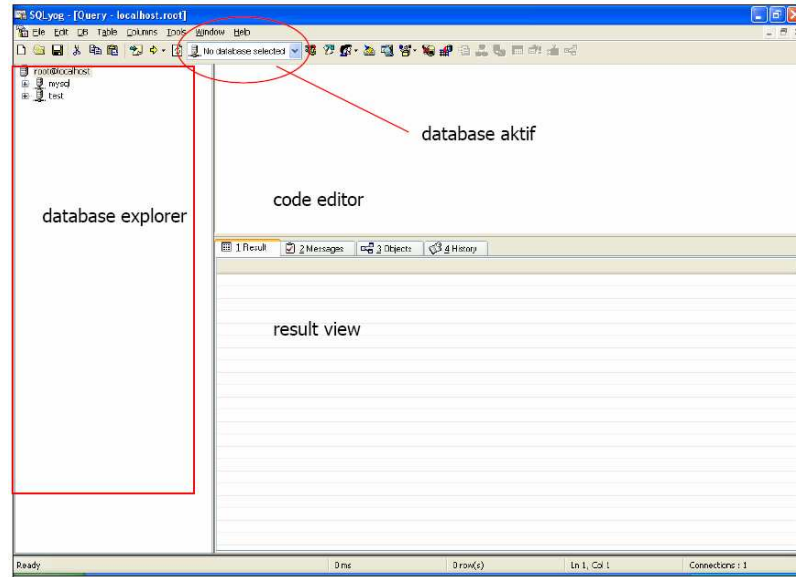 SQLyog - [Query - localhost.root]
File Edit DB Table Columns Tools Window Help
No database selected
root@localhost
mysql
test
database aktif
code editor
database explorer
1 Result 2 Messages 3 Objects 4 History
result view
Ready 0 ms 0 row(s) Ln 1, Col 1 Connections : 1